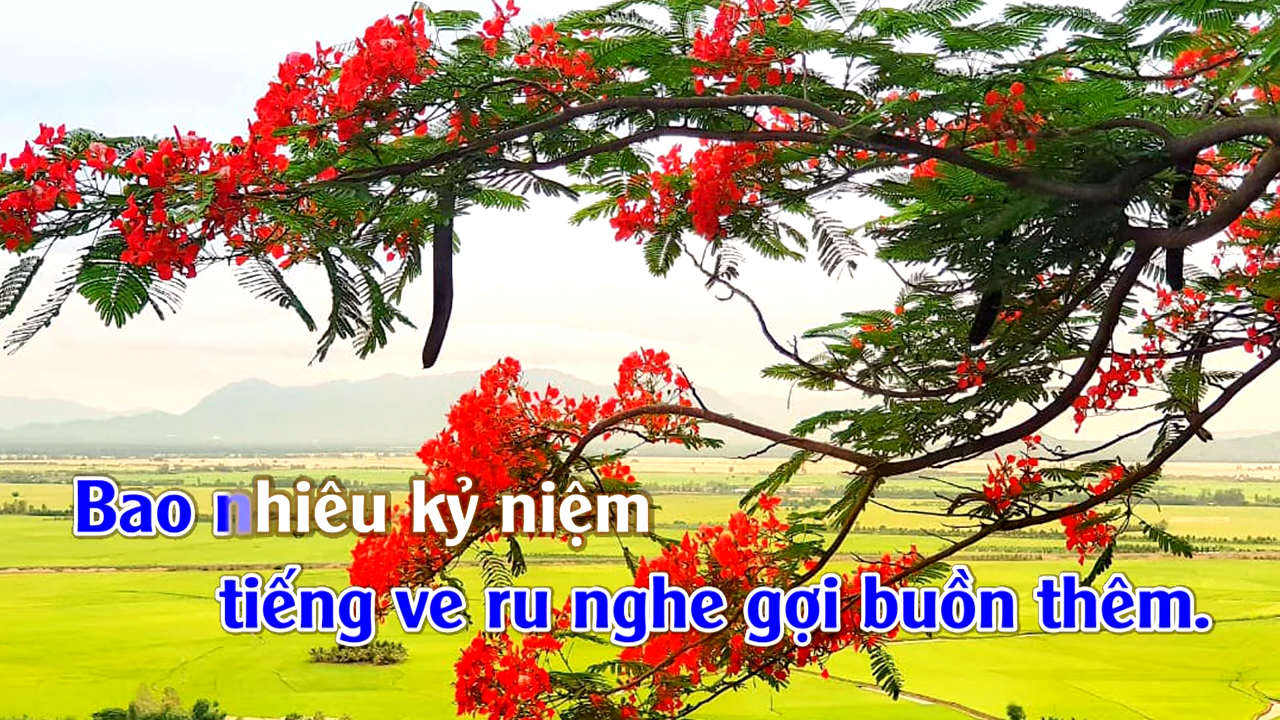 Bao nhiêu kỷ niệm
tiếng ve ru nghe gợi buồn thêm.